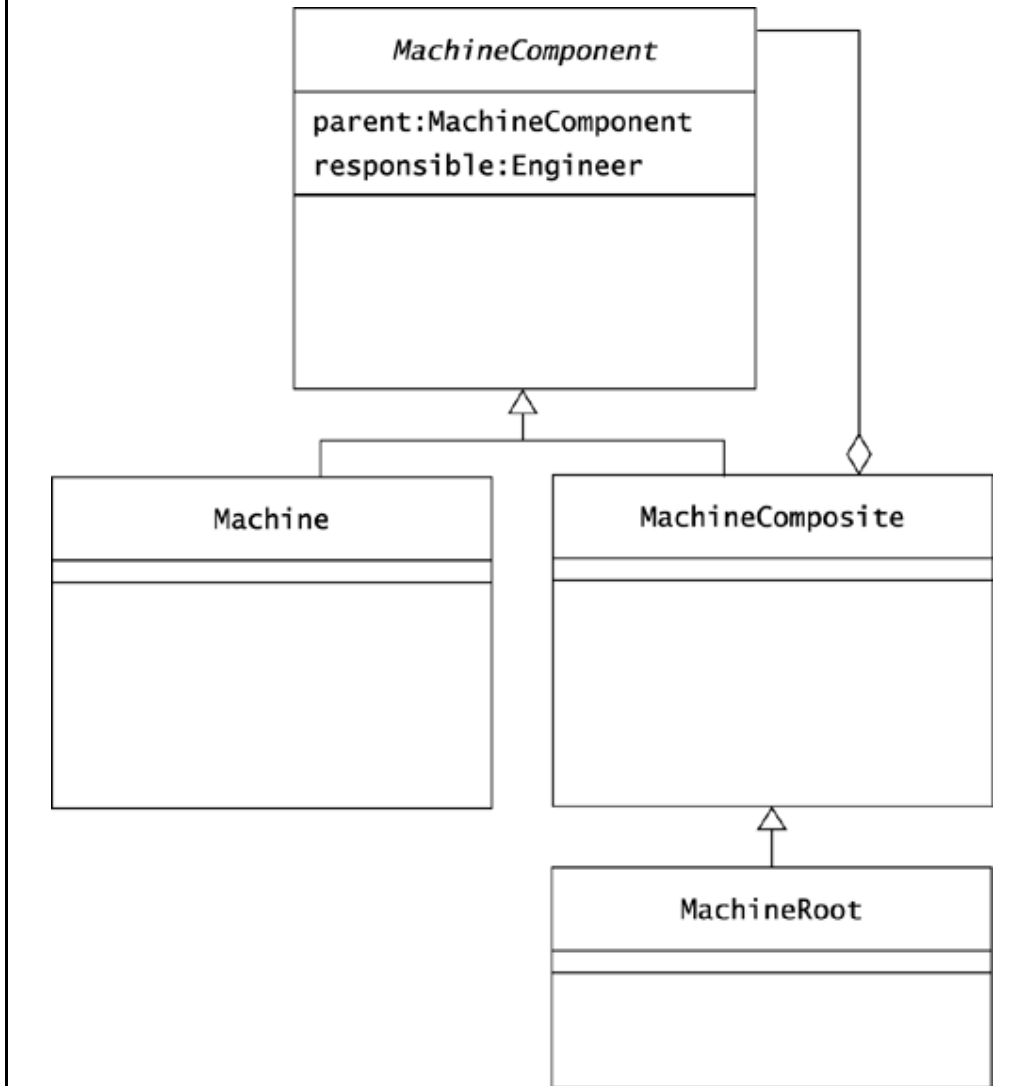 MachineComponent
parent:MachineComponent
responsible:Engineer
Machine
MachineComposite
MachineRoot